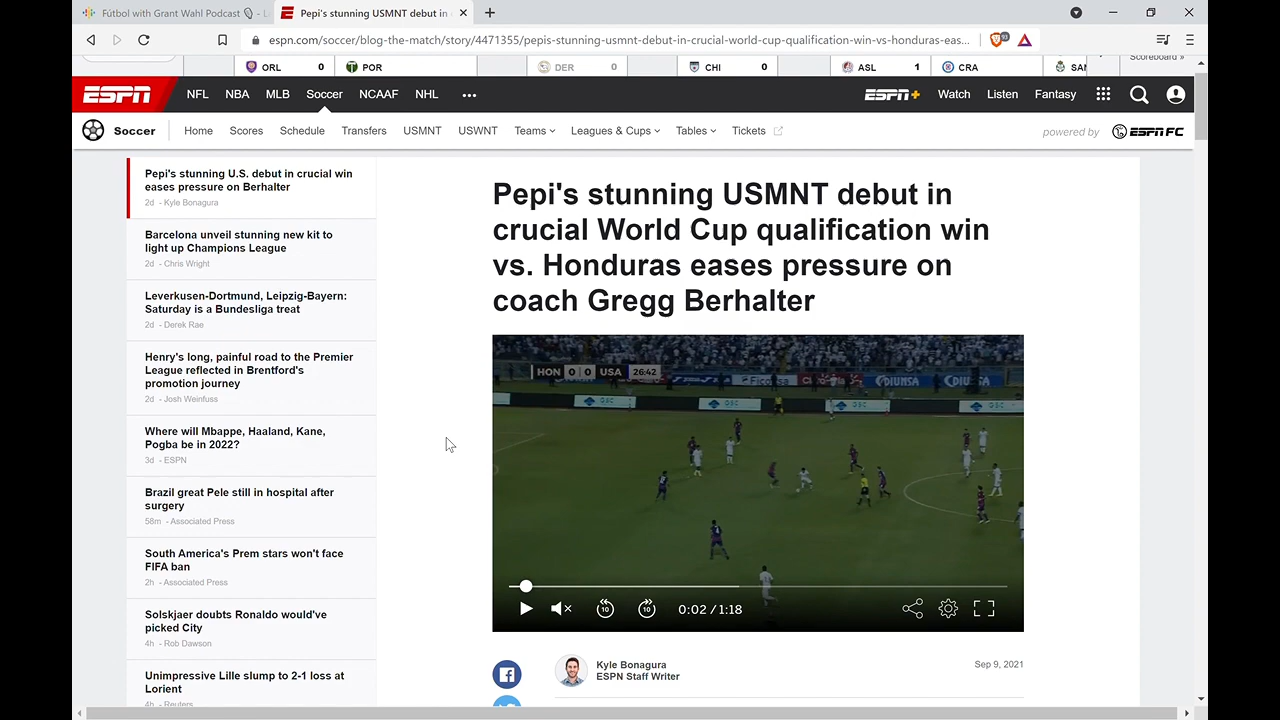 Fútbol with Grant Wahl Podcast
Pepi's stunning USMNT debut in
espn.com/soccer/blog-the-match/story/4471355/pepis-stunning-usmnt-debut-in-crucial-world-cup-qualification-win-vs-honduras-eas...
ORL 0
POR
DER 0
CHI 0
ASL 1
CRA
SAN
Scoreboard »
ESPN
NFL
NBA
MLB
Soccer
NCAAF
NHL
ESPN+
Watch
Listen
Fantasy
Soccer
Home
Scores
Schedule
Transfers
USMNT
USWNT
Teams
Leagues & Cups
Tables
Tickets
powered by ESPN FC
Pepi's stunning U.S. debut in crucial win
eases pressure on Berhalter
2d - Kyle Bonagura
Barcelona unveil stunning new kit to
light up Champions League
2d - Chris Wright
Leverkusen-Dortmund, Leipzig-Bayern:
Saturday is a Bundesliga treat
2d - Derek Rae
Henry's long, painful road to the Premier
League reflected in Brentford's
promotion journey
2d - Josh Weinfuss
Where will Mbappe, Haaland, Kane,
Pogba be in 2022?
3d - ESPN
Brazil great Pele still in hospital after
surgery
58m - Associated Press
South America's Prem stars won't face
FIFA ban
2h - Associated Press
Solskjaer doubts Ronaldo would've
picked City
4h - Rob Dawson
Unimpressive Lille slump to 2-1 loss at
Lorient
4h - Reuters
Pepi's stunning USMNT debut in
crucial World Cup qualification win
vs. Honduras eases pressure on
coach Gregg Berhalter
HON 0 0 USA 26:42
DIUNSA
0:02 / 1:18
Kyle Bonagura
ESPN Staff Writer
Sep 9, 2021